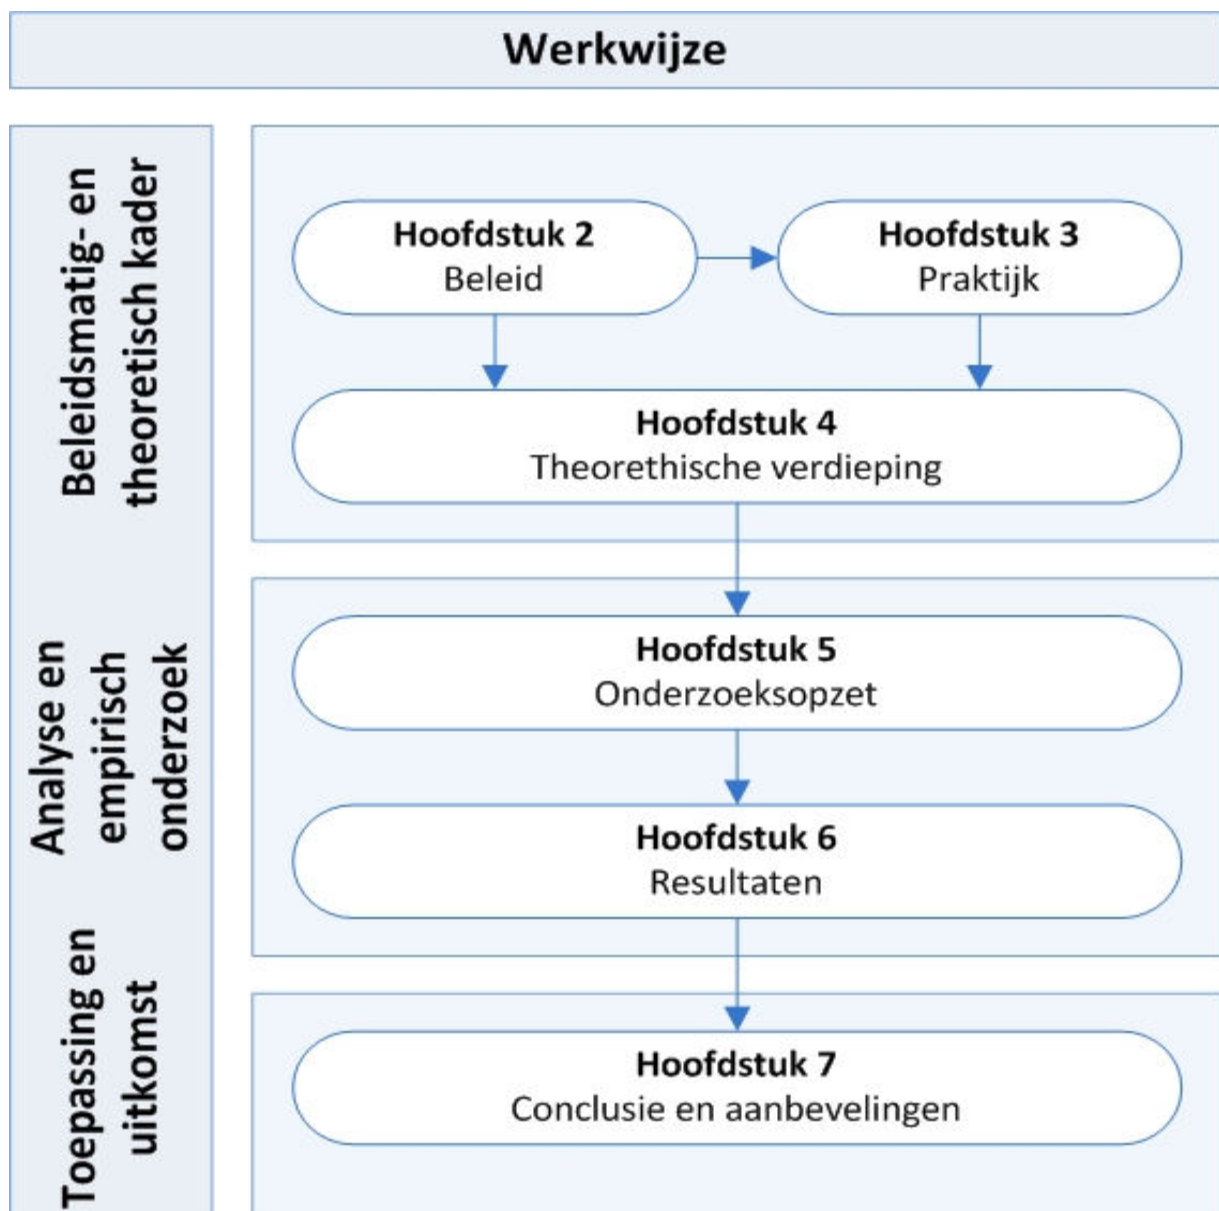 Werkwijze
Beleidsmatig- en
theoretisch kader
Hoofdstuk 2
Beleid
Hoofdstuk 3
Praktijk
Hoofdstuk 4
Theorethische verdieping
Analyse en
empirisch
onderzoek
Hoofdstuk 5
Onderzoeksopzet
Hoofdstuk 6
Resultaten
Toepassing en
uitkomst
Hoofdstuk 7
Conclusie en aanbevelingen